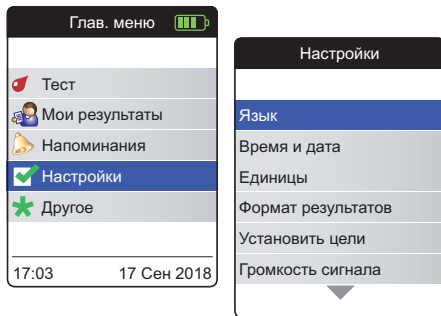 Глав. меню
Тест
Мои результаты
Напоминания
Настройки
Другое
17:03 17 Сен 2018
Настройки
Язык
Время и дата
Единицы
Формат результатов
Установить цели
Громкость сигнала